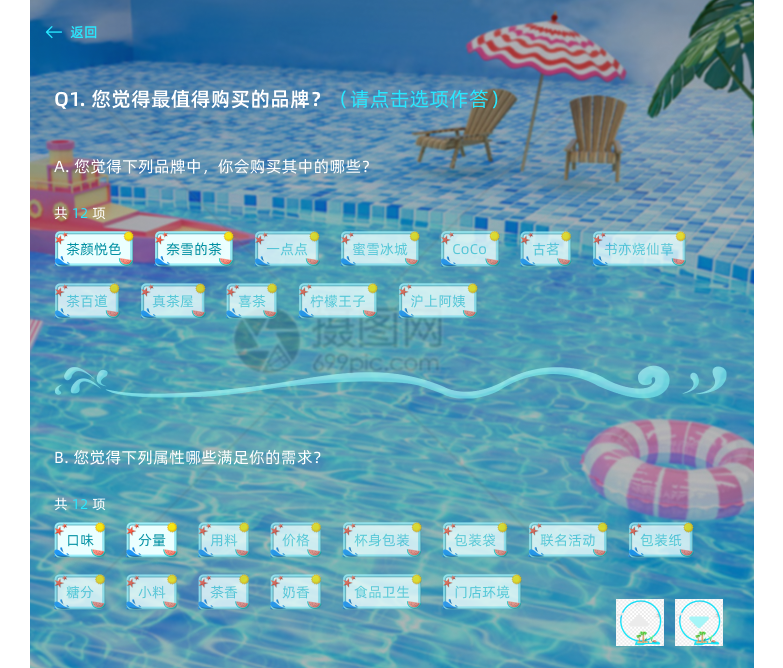 返回
Q1. 您觉得最值得购买的品牌？（请点击选项作答）
A. 您觉得下列品牌中，你会购买其中的哪些？
共 12 项
茶颜悦色 奈雪的茶 一点点 蜜雪冰城 CoCo 古茗 书亦烧仙草
茶百道 真茶屋 喜茶 柠檬王子 沪上阿姨
摄图网
699pic.com
B. 您觉得下列属性哪些满足你的需求？
共 12 项
口味 分量 用料 价格 杯身包装 包装袋 联名活动 包装纸
糖分 小料 茶香 奶香 食品卫生 门店环境